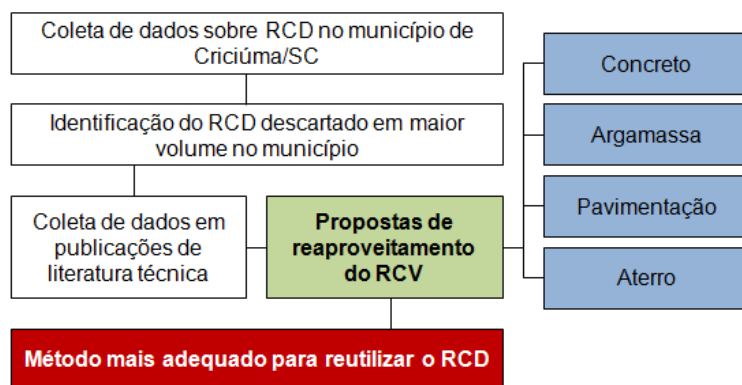 Coleta de dados sobre RCD no município de
Criciúma/SC
Identificação do RCD descartado em maior
volume no município
Coleta de dados em
publicações de
literatura técnica
Propostas de
reaproveitamento
do RCV
Concreto
Argamassa
Pavimentação
Aterro
Método mais adequado para reutilizar o RCD